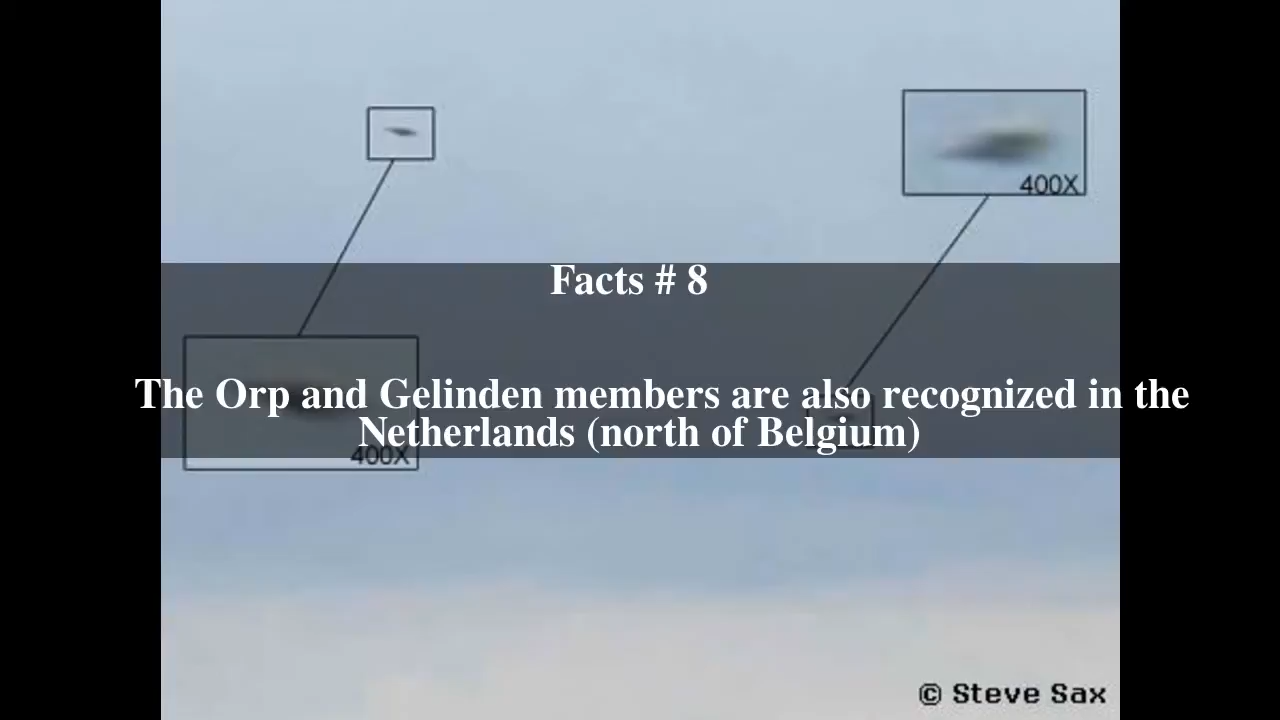 400X
Facts # 8
The Orp and Gelinden members are also recognized in the
Netherlands (north of Belgium)
400X
© Steve Sax